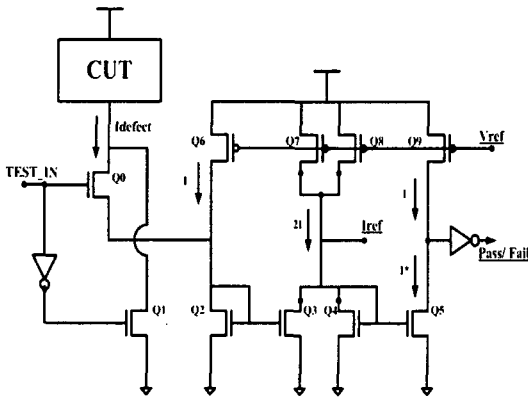 CUT
Idefect
TEST_IN
Q0
Q6
Q7
Q8
Q9
Vref
I
2I
Iref
I
Pass/ Fail
I*
Q1
Q2
Q3
Q4
Q5